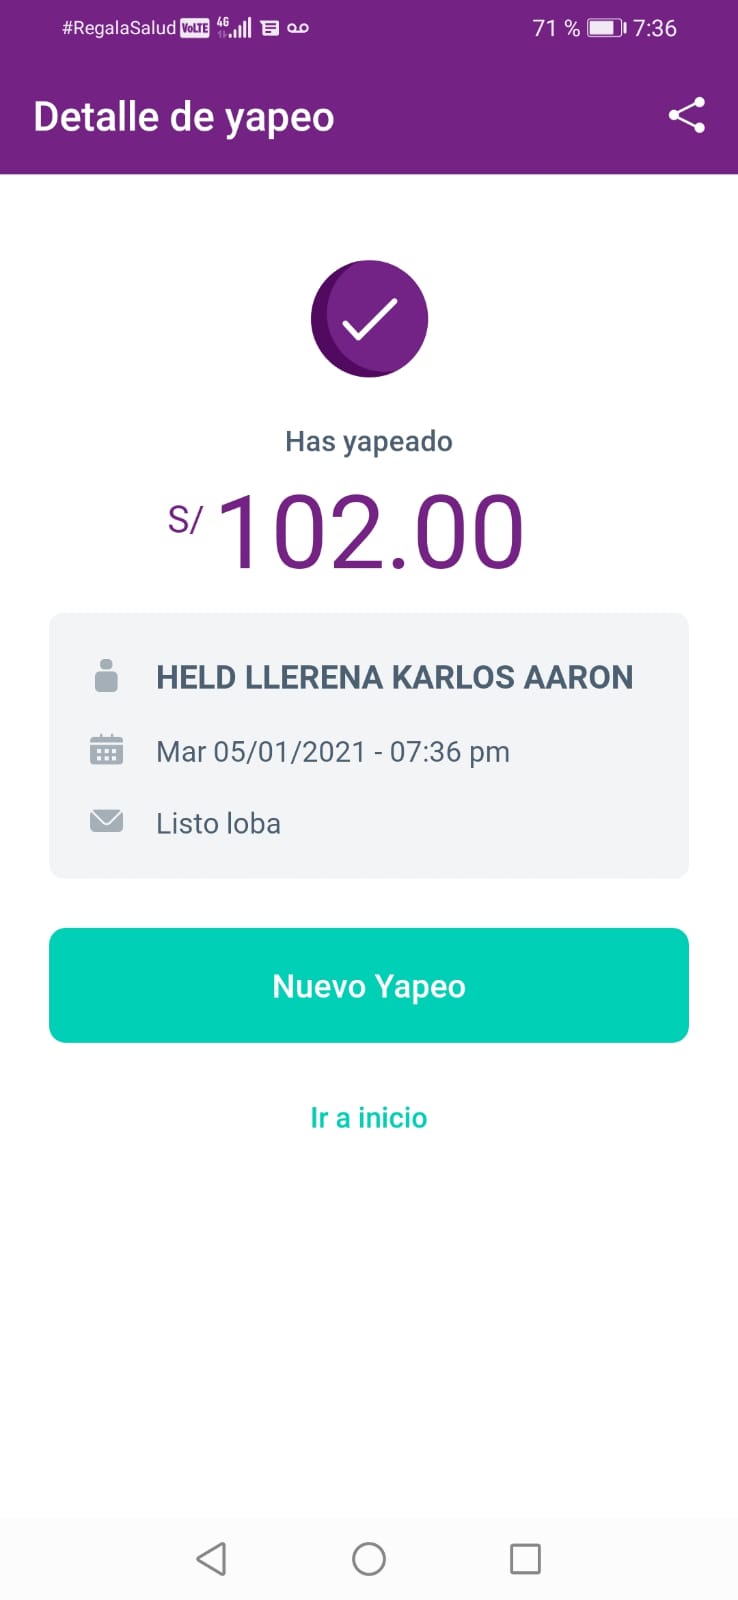 #RegalaSalud VoLTE 4G 71 % 7:36
Detalle de yapeo
Has yapeado
S/ 102.00
HELD LLERENA KARLOS AARON
Mar 05/01/2021 - 07:36 pm
Listo loba
Nuevo Yapeo
Ir a inicio